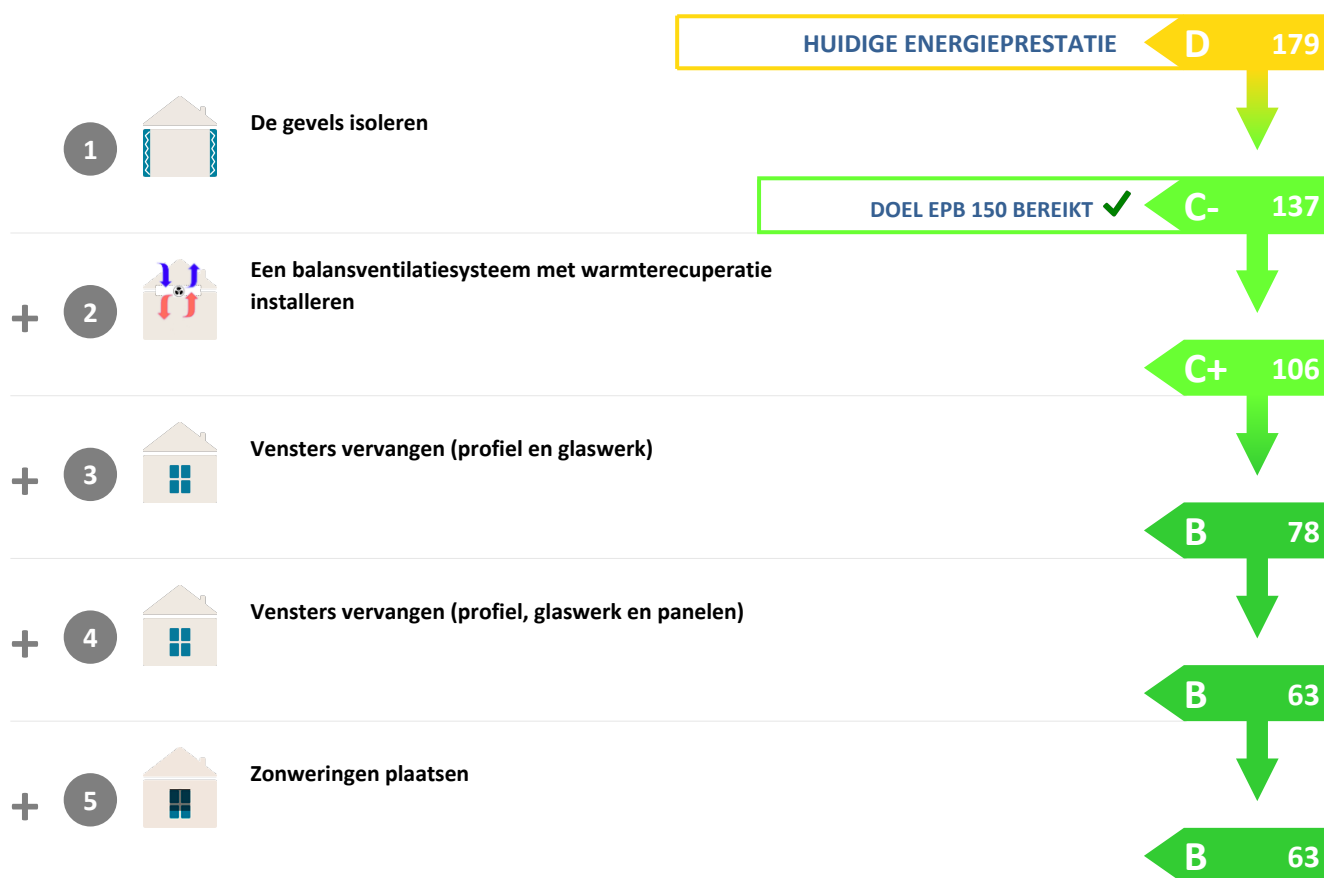 HUIDIGE ENERGIEPRESTATIE D 179
1 De gevels isoleren
DOEL EPB 150 BEREIKT ✔ C- 137
+ 2 Een balansventilatiesysteem met warmterecuperatie
installeren
C+ 106
+ 3 Vensters vervangen (profiel en glaswerk)
B 78
+ 4 Vensters vervangen (profiel, glaswerk en panelen)
B 63
+ 5 Zonweringen plaatsen
B 63